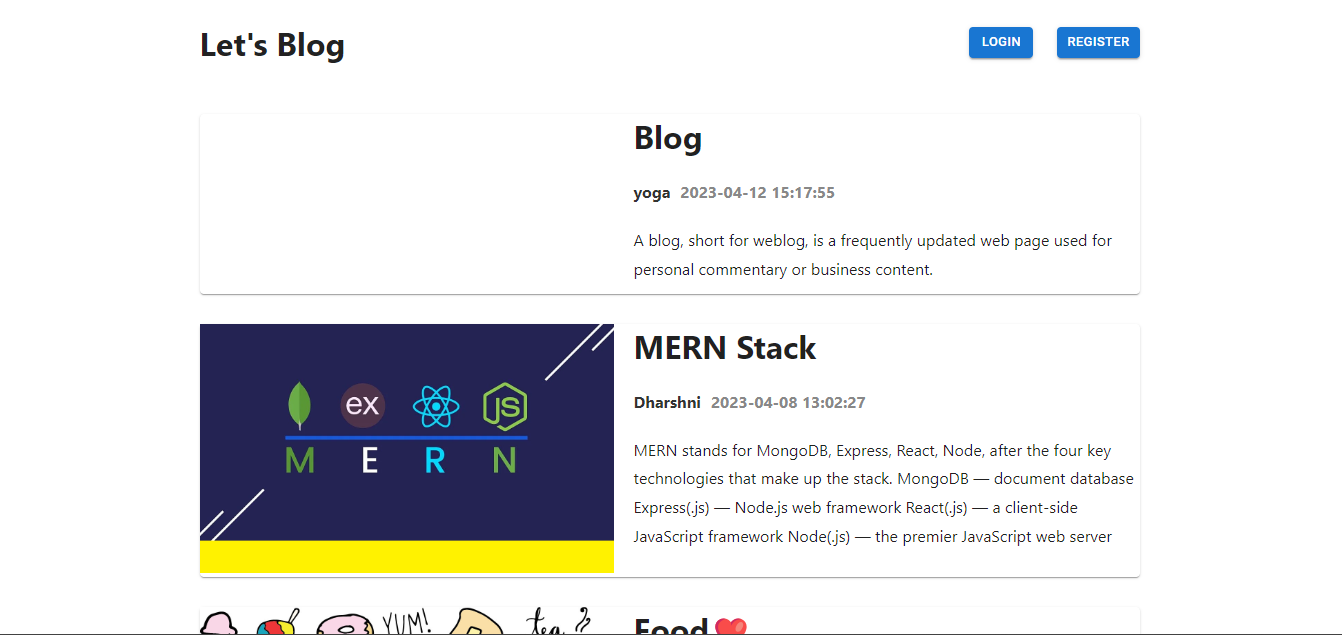 Let's Blog
LOGIN
REGISTER
Blog
yoga 2023-04-12 15:17:55
A blog, short for weblog, is a frequently updated web page used for
personal commentary or business content.
ex
JS
M E R N
MERN Stack
Dharshni 2023-04-08 13:02:27
MERN stands for MongoDB, Express, React, Node, after the four key
technologies that make up the stack. MongoDB — document database
Express(.js) — Node.js web framework React(.js) — a client-side
JavaScript framework Node(.js) — the premier JavaScript web server
YUM!
tea
Food❤️